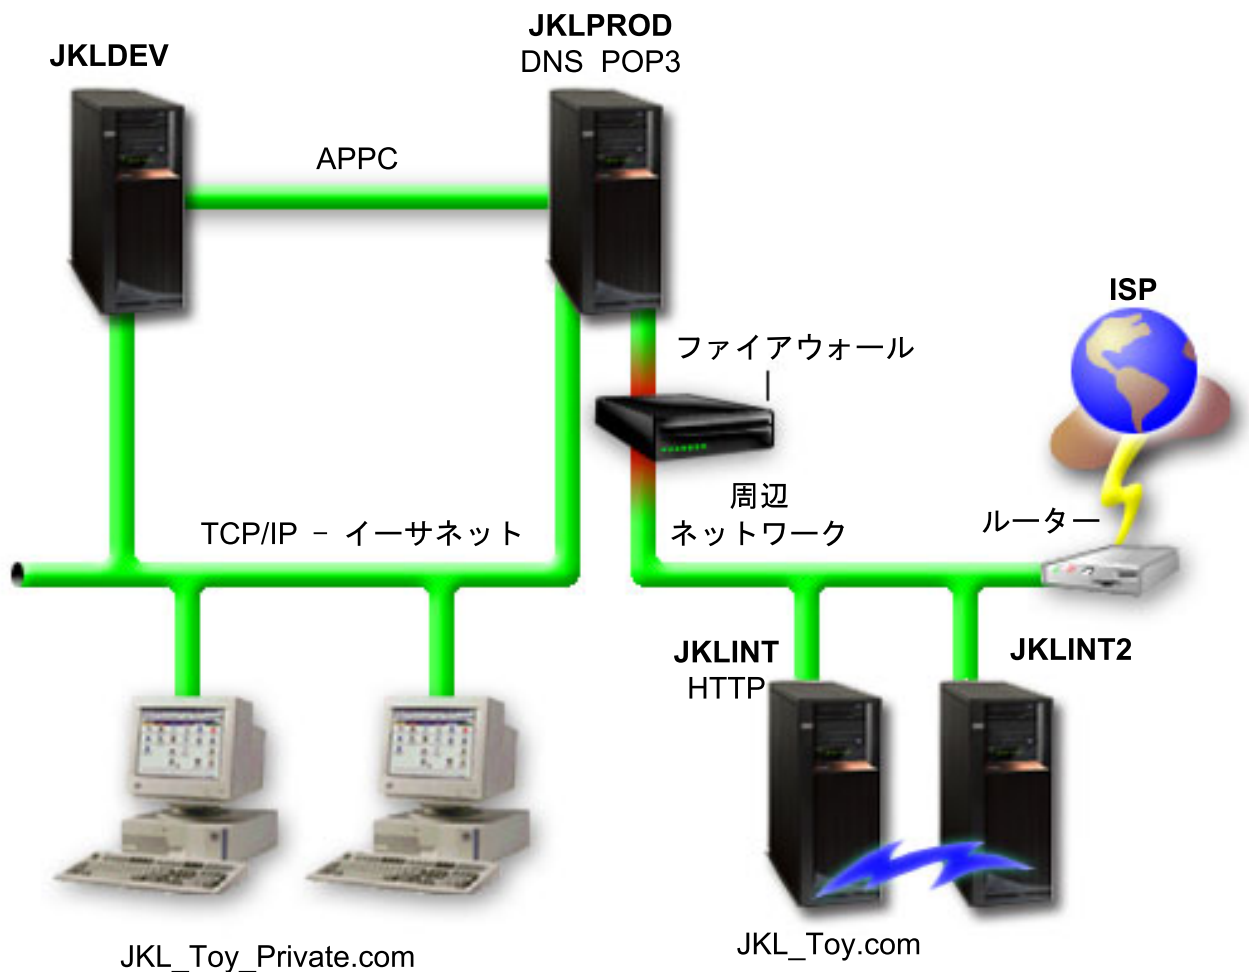 JKLPROD
DNS POP3
JKLDEV
APPC
ISP
ファイアウォール
周辺
ネットワーク
ルーター
TCP/IP － イーサネット
JKLINT
HTTP
JKLINT2
JKL_Toy.com
JKL_Toy_Private.com